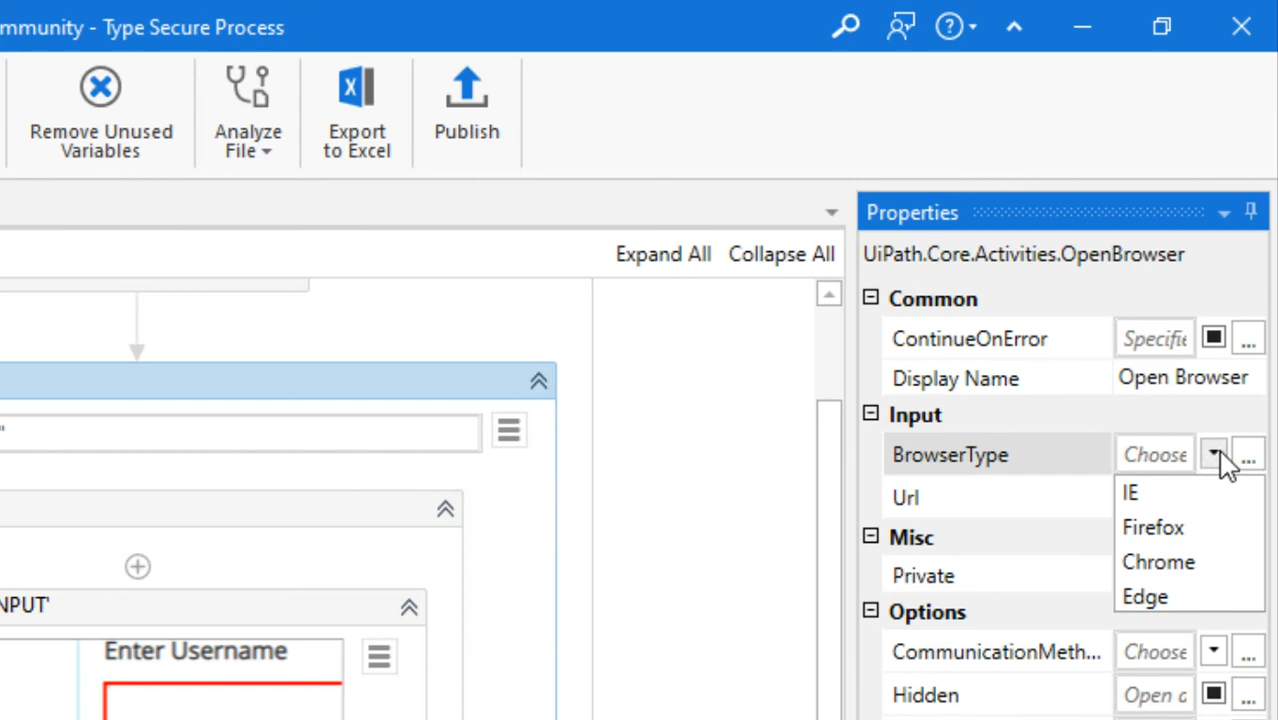 mmunity - Type Secure Process
Remove Unused
Variables
Analyze
File
Export
to Excel
Publish
Properties
Expand All Collapse All
UiPath.Core.Activities.OpenBrowser
Common
ContinueOnError Specifie ...
Display Name Open Browser
"
Input
BrowserType Choose ...
IE
Url
Firefox
Misc
Chrome
Private
Edge
NPUT'
Options
Enter Username
CommunicationMeth... Choose ...
Hidden Open a ...